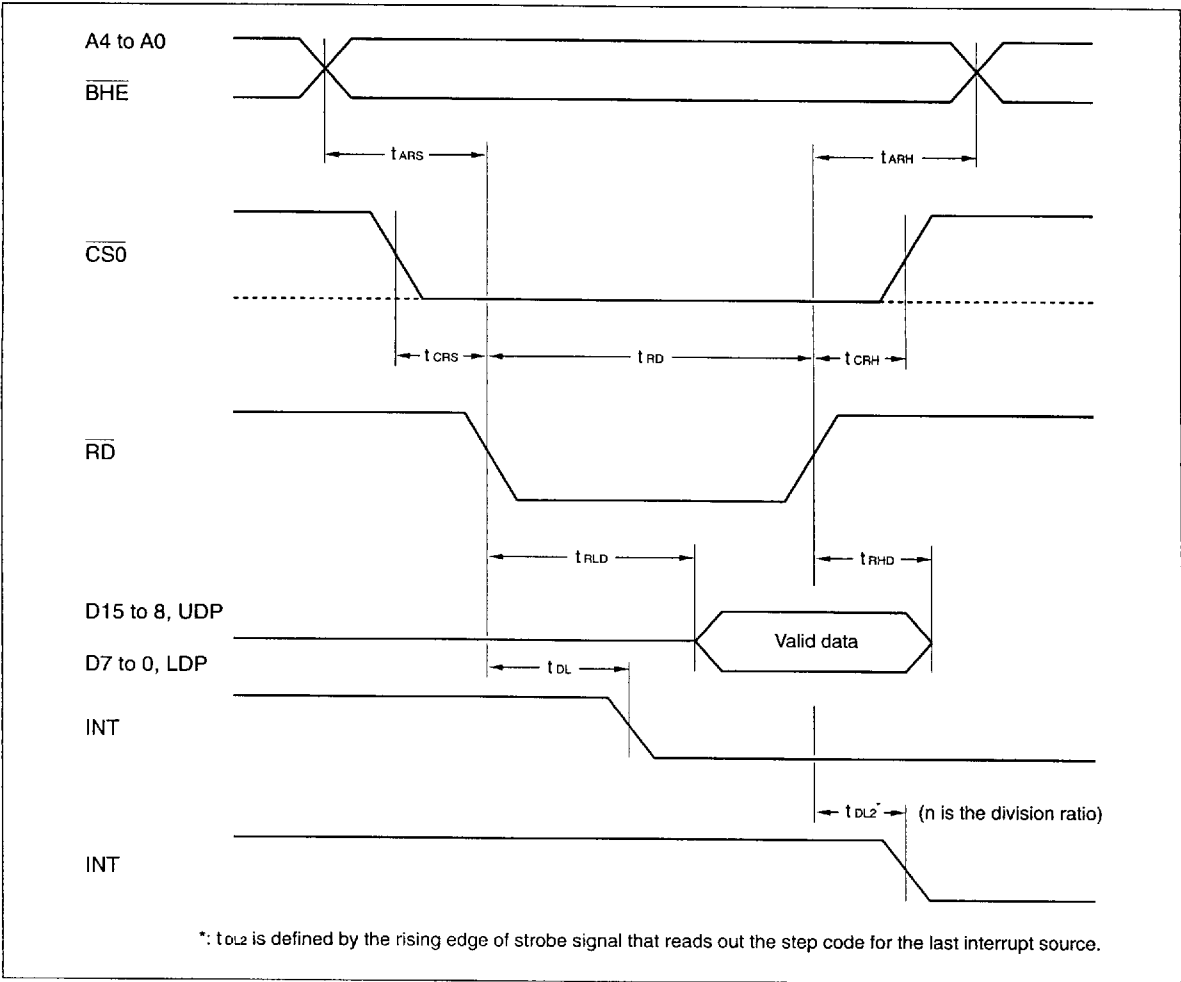 A4 to A0
BHE
tARS
tARH
CS0
tCRS
tRD
tCRH
RD
tRLD
tRHD
D15 to 8, UDP
Valid data
D7 to 0, LDP
tDL
INT
tDL2* (n is the division ratio)
INT
*: tDL2 is defined by the rising edge of strobe signal that reads out the step code for the last interrupt source.